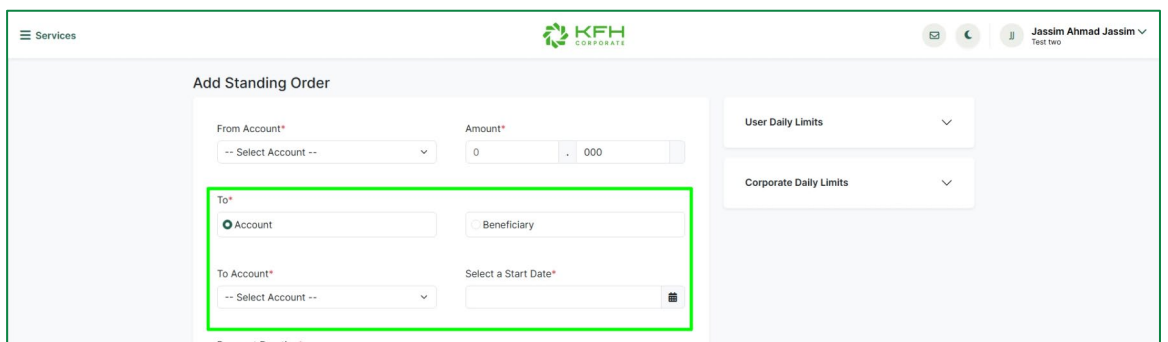 Services
KFH
CORPORATE
JJ
Jassim Ahmad Jassim
Test two
Add Standing Order
From Account*
Amount*
-- Select Account --
0 . 000
User Daily Limits
Corporate Daily Limits
To*
Account
Beneficiary
To Account*
Select a Start Date*
-- Select Account --